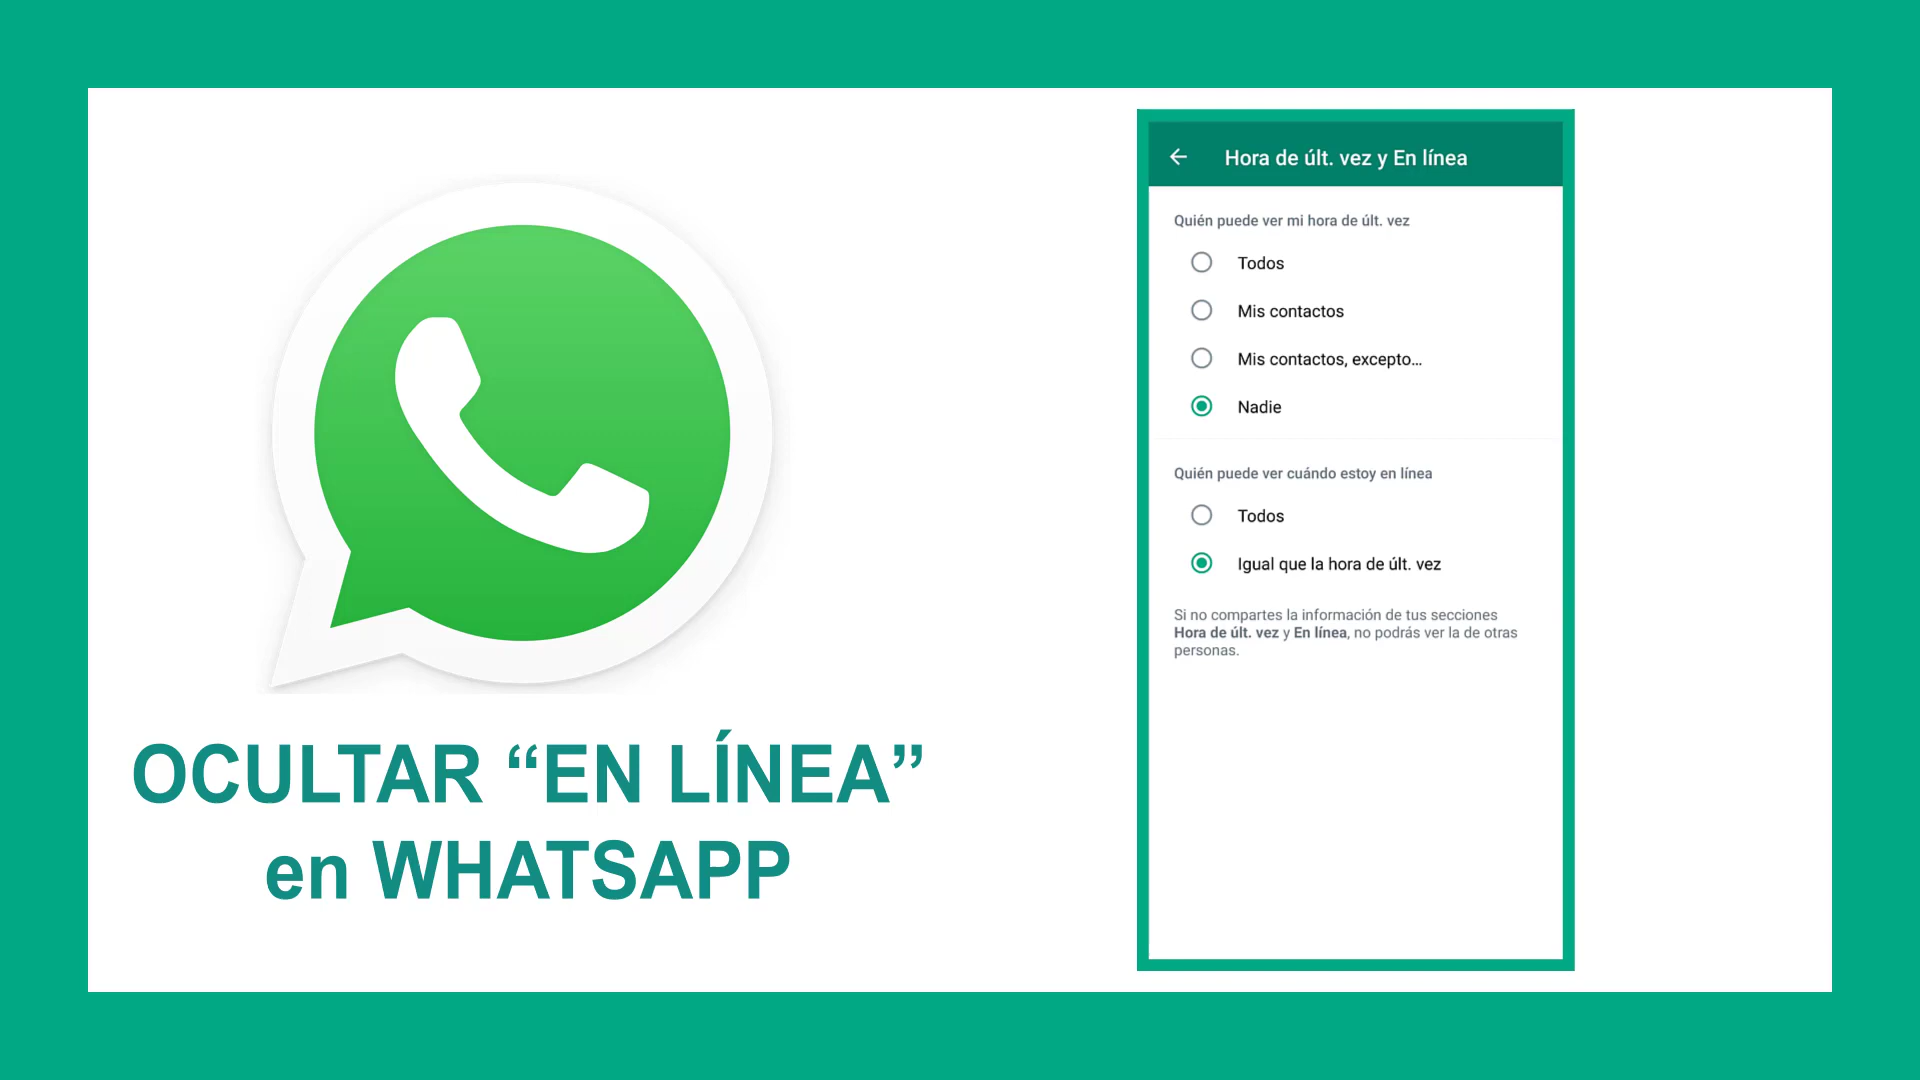 OCULTAR “EN LÍNEA”
en WHATSAPP
Hora de últ. vez y En línea
Quién puede ver mi hora de últ. vez
Todos
Mis contactos
Mis contactos, excepto...
Nadie
Quién puede ver cuándo estoy en línea
Todos
Igual que la hora de últ. vez
Si no compartes la información de tus secciones
Hora de últ. vez y En línea, no podrás ver la de otras
personas.